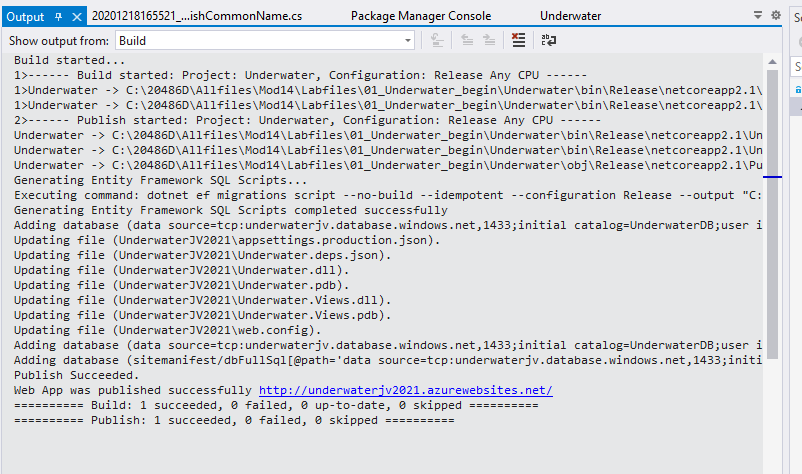 Output
20201218165521_...ishCommonName.cs
Package Manager Console
Underwater
Show output from: Build
Build started...
1>------ Build started: Project: Underwater, Configuration: Release Any CPU ------
1>Underwater -> C:\20486D\Allfiles\Mod14\Labfiles\01_Underwater_begin\Underwater\bin\Release\netcoreapp2.1\
1>Underwater -> C:\20486D\Allfiles\Mod14\Labfiles\01_Underwater_begin\Underwater\bin\Release\netcoreapp2.1\
2>------ Publish started: Project: Underwater, Configuration: Release Any CPU ------
Underwater -> C:\20486D\Allfiles\Mod14\Labfiles\01_Underwater_begin\Underwater\bin\Release\netcoreapp2.1\Un
Underwater -> C:\20486D\Allfiles\Mod14\Labfiles\01_Underwater_begin\Underwater\bin\Release\netcoreapp2.1\Un
Underwater -> C:\20486D\Allfiles\Mod14\Labfiles\01_Underwater_begin\Underwater\obj\Release\netcoreapp2.1\Pu
Generating Entity Framework SQL Scripts...
Executing command: dotnet ef migrations script --no-build --idempotent --configuration Release --output "C:
Generating Entity Framework SQL Scripts completed successfully
Adding database (data source=tcp:underwaterjv.database.windows.net,1433;initial catalog=UnderwaterDB;user i
Updating file (UnderwaterJV2021\appsettings.production.json).
Updating file (UnderwaterJV2021\Underwater.deps.json).
Updating file (UnderwaterJV2021\Underwater.dll).
Updating file (UnderwaterJV2021\Underwater.pdb).
Updating file (UnderwaterJV2021\Underwater.Views.dll).
Updating file (UnderwaterJV2021\Underwater.Views.pdb).
Updating file (UnderwaterJV2021\web.config).
Adding database (data source=tcp:underwaterjv.database.windows.net,1433;initial catalog=UnderwaterDB;user i
Adding database (sitemanifest/dbFullSql[@path='data source=tcp:underwaterjv.database.windows.net,1433;initi
Publish Succeeded.
Web App was published successfully http://underwaterjv2021.azurewebsites.net/
========== Build: 1 succeeded, 0 failed, 0 up-to-date, 0 skipped ==========
========== Publish: 1 succeeded, 0 failed, 0 skipped ==========